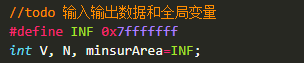 //todo 输入输出数据和全局变量
#define INF 0x7fffffff
int V, N, minsurArea=INF;